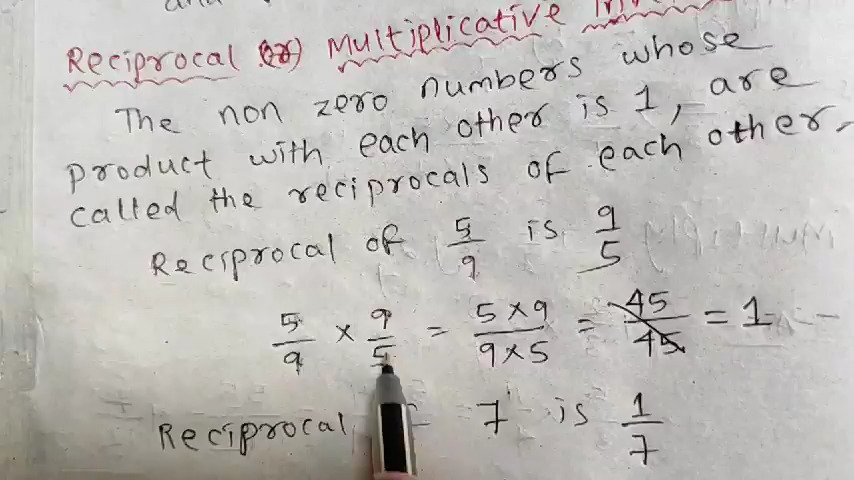 and
Reciprocal (or) Multiplicative
The non zero numbers whose
product with each other is 1, are
called the reciprocals of each other.
Reciprocal of 5/9 is 9/5
5/9 × 9/5 = 5×9/9×5 = 45/45 = 1
Reciprocal 7 is 1/7